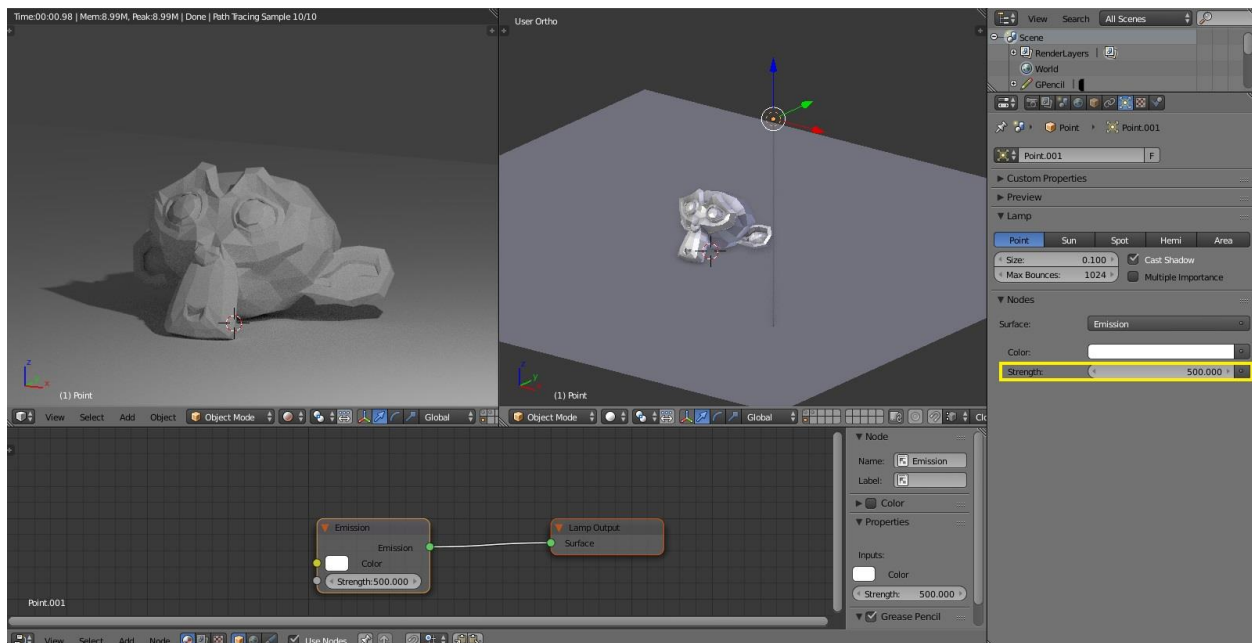 Time:00:00.98 | Mem:8.99M, Peak:8.99M | Done | Path Tracing Sample 10/10
z
x
(1) Point
View Select Add Object Object Mode Global
User Ortho
z
y
(1) Point
Object Mode Global
Emission
Emission
Color
Strength:500.000
Lamp Output
Surface
Point.001
View Select Add Node Use Nodes
Node
Name: Emission
Label:
Color
Properties
Inputs:
Color
Strength: 500.000
Grease Pencil
View Search All Scenes
Scene
RenderLayers |
World
GPencil |
Point Point.001
Point.001 F
Custom Properties
Preview
Lamp
Point Sun Spot Hemi Area
Size: 0.100 Cast Shadow
Max Bounces: 1024 Multiple Importance
Nodes
Surface: Emission
Color:
Strength: 500.000